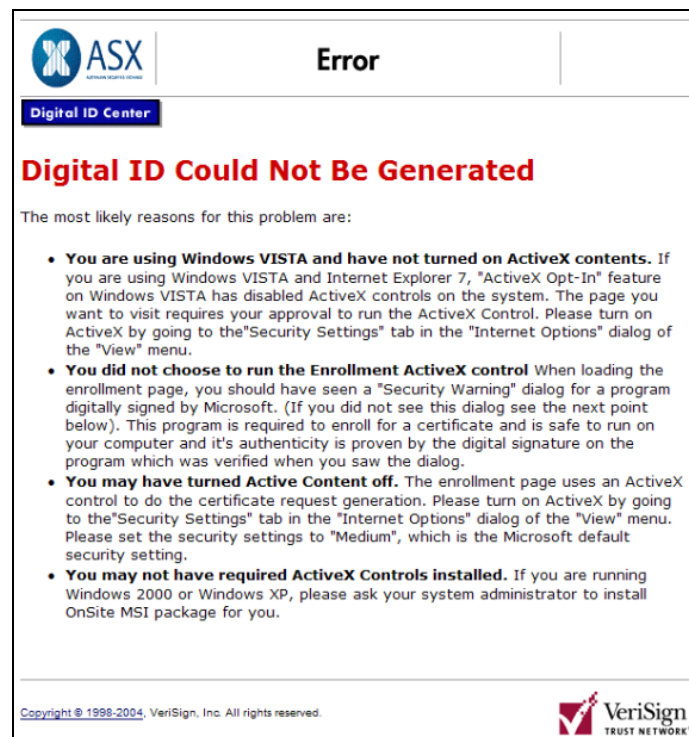 ASX
Error
Digital ID Center
Digital ID Could Not Be Generated
The most likely reasons for this problem are:
• You are using Windows VISTA and have not turned on ActiveX contents. If
you are using Windows VISTA and Internet Explorer 7, "ActiveX Opt-In" feature
on Windows VISTA has disabled ActiveX controls on the system. The page you
want to visit requires your approval to run the ActiveX Control. Please turn on
ActiveX by going to the"Security Settings" tab in the "Internet Options" dialog of
the "View" menu.
• You did not choose to run the Enrollment ActiveX control When loading the
enrollment page, you should have seen a "Security Warning" dialog for a program
digitally signed by Microsoft. (If you did not see this dialog see the next point
below). This program is required to enroll for a certificate and is safe to run on
your computer and it's authenticity is proven by the digital signature on the
program which was verified when you saw the dialog.
• You may have turned Active Content off. The enrollment page uses an ActiveX
control to do the certificate request generation. Please turn on ActiveX by going
to the"Security Settings" tab in the "Internet Options" dialog of the "View" menu.
Please set the security settings to "Medium", which is the Microsoft default
security setting.
• You may not have required ActiveX Controls installed. If you are running
Windows 2000 or Windows XP, please ask your system administrator to install
OnSite MSI package for you.
Copyright © 1998-2004, VeriSign, Inc. All rights reserved.
VeriSign
TRUST NETWORK